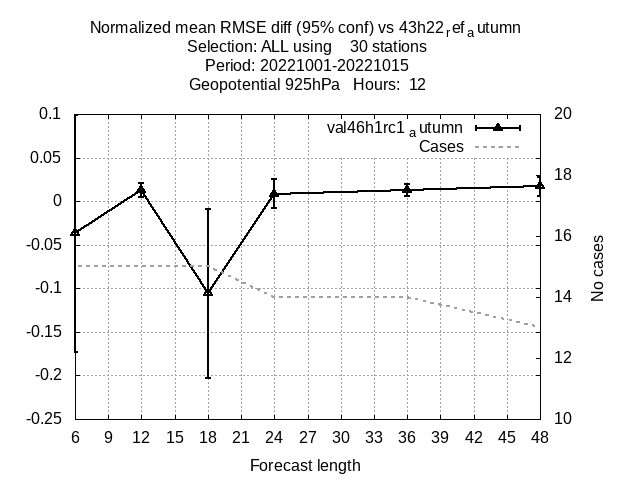 Normalized mean RMSE diff (95% conf) vs 43h22refautumn
Selection: ALL using 30 stations
Period: 20221001-20221015
Geopotential 925hPa Hours: 12
val46h1rc1autumn
Cases
0.1
0.05
0
-0.05
-0.1
-0.15
-0.2
-0.25
20
18
16
14
12
10
No cases
6 9 12 15 18 21 24 27 30 33 36 39 42 45 48
Forecast length